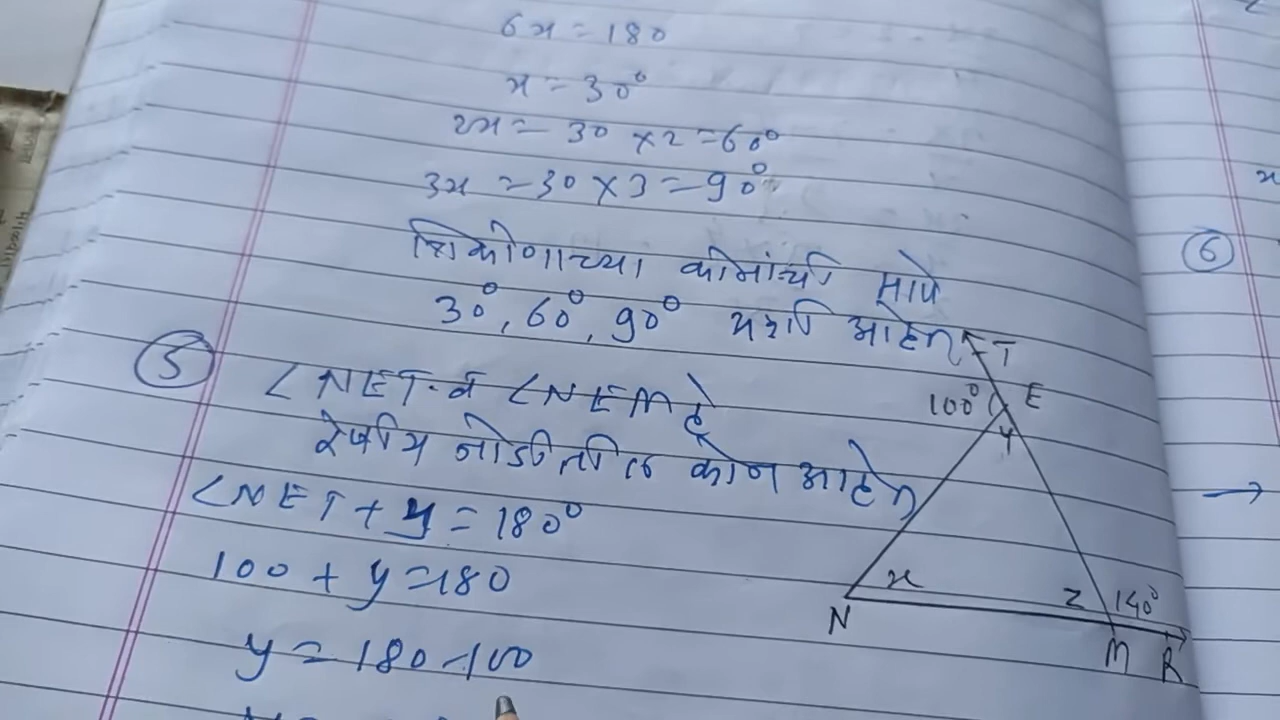 6x = 180
x = 30°
2x = 30 × 2 = 60°
3x = 30 × 3 = 90°
त्रिकोणाच्या कोनांची मापे
30°, 60°, 90° आहेत
T
6
5
∠NET व ∠NEM हे
100°
E
y
रेषीय जोडीतील कोन आहेत
∠NET + y = 180°
100 + y = 180
x
z 140°
N
M R
y = 180 - 100